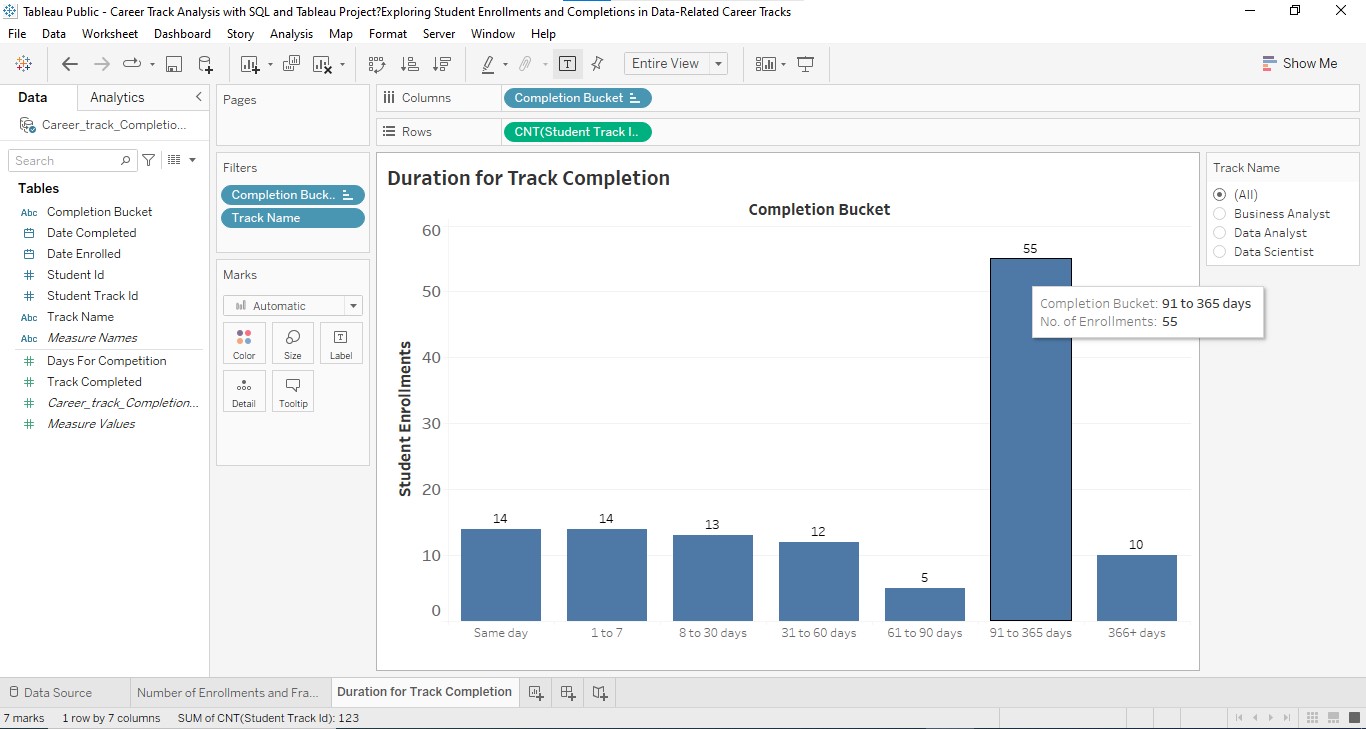 Tableau Public - Career Track Analysis with SQL and Tableau Project?Exploring Student Enrollments and Completions in Data-Related Career Tracks
File Data Worksheet Dashboard Story Analysis Map Format Server Window Help
Entire View
Show Me
Data Analytics
Career_track_Completio...
Search
Tables
Abc Completion Bucket
Date Completed
Date Enrolled
# Student Id
# Student Track Id
Abc Track Name
Abc Measure Names
# Days For Competition
# Track Completed
# Career_track_Completion...
# Measure Values
Pages
Filters
Completion Buck..
Track Name
Marks
Automatic
Color Size Label
Detail Tooltip
Columns Completion Bucket
Rows CNT(Student Track I..
Duration for Track Completion
Completion Bucket
Student Enrollments
60
50
40
30
20
10
0
14 14 13 12 5 55 10
Same day 1 to 7 8 to 30 days 31 to 60 days 61 to 90 days 91 to 365 days 366+ days
Completion Bucket: 91 to 365 days
No. of Enrollments: 55
Track Name
(All)
Business Analyst
Data Analyst
Data Scientist
Data Source Number of Enrollments and Fra... Duration for Track Completion
7 marks 1 row by 7 columns SUM of CNT(Student Track Id): 123